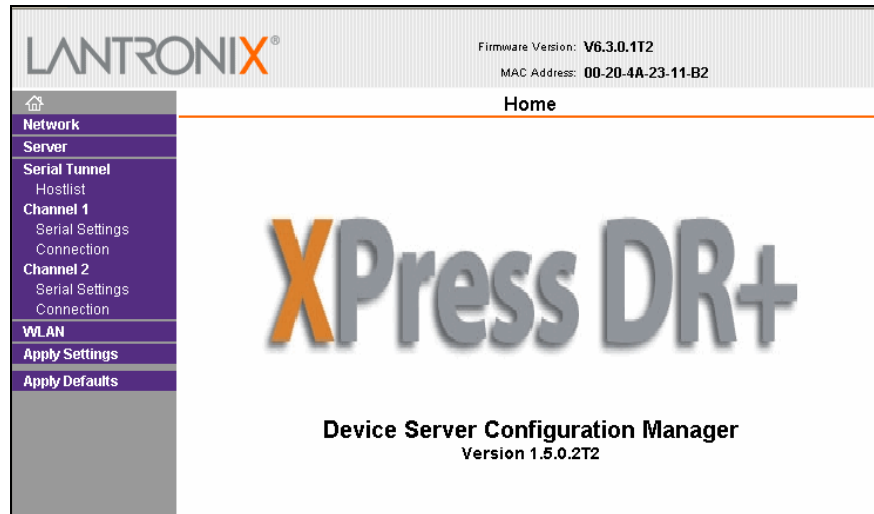 LANTRONIX®
Firmware Version: V6.3.0.1T2
MAC Address: 00-20-4A-23-11-B2
Home
Network
Server
Serial Tunnel
Hostlist
Channel 1
Serial Settings
Connection
Channel 2
Serial Settings
Connection
WLAN
Apply Settings
Apply Defaults
XPress DR+
Device Server Configuration Manager
Version 1.5.0.2T2